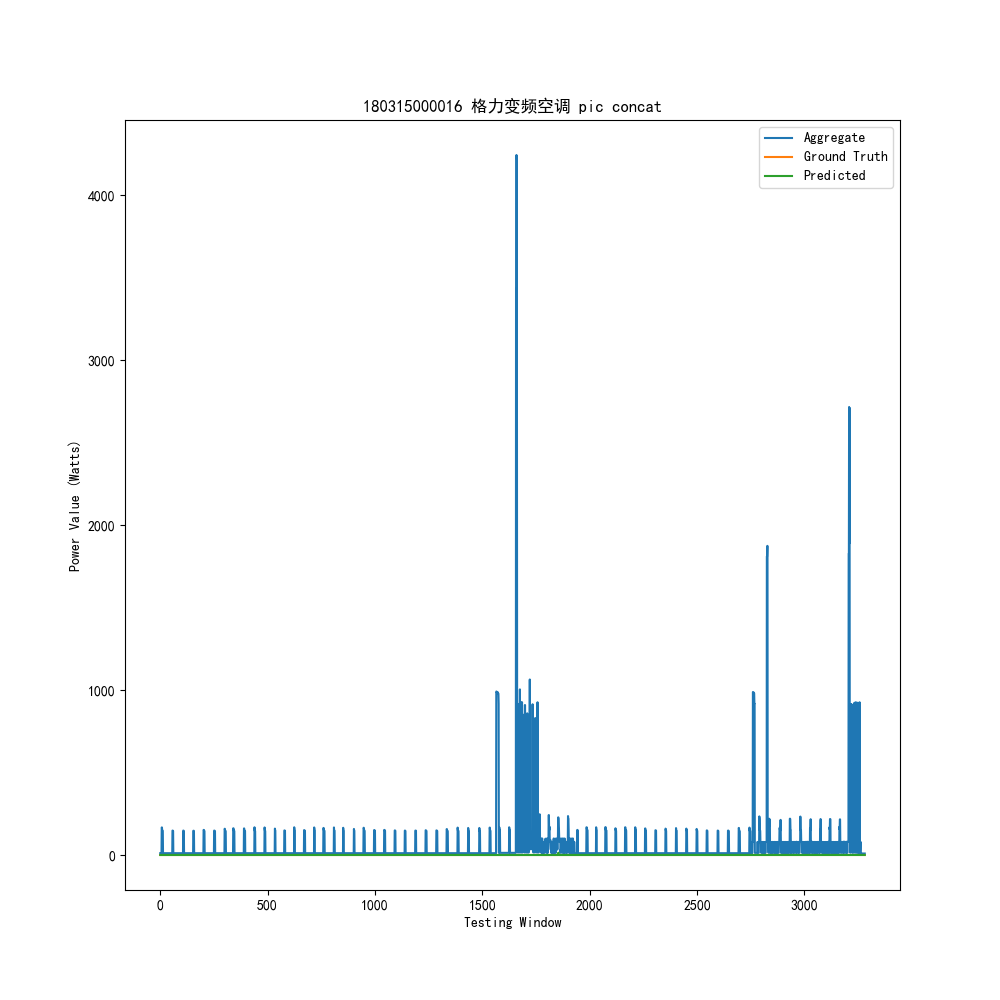 180315000016 格力变频空调 pic concat
Aggregate
Ground Truth
Predicted
4000
3000
2000
1000
0
Power Value (Watts)
0 500 1000 1500 2000 2500 3000
Testing Window